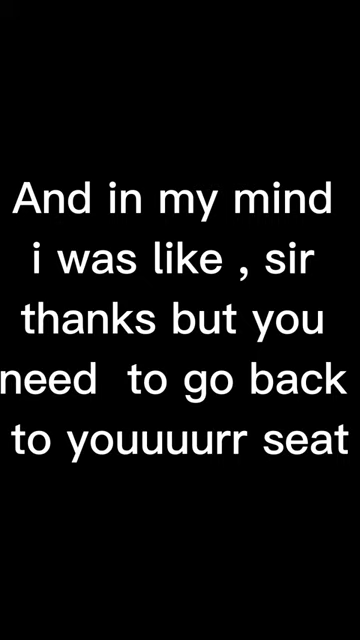 And in my mind
i was like , sir
thanks but you
need  to go back
to youuuurr seat